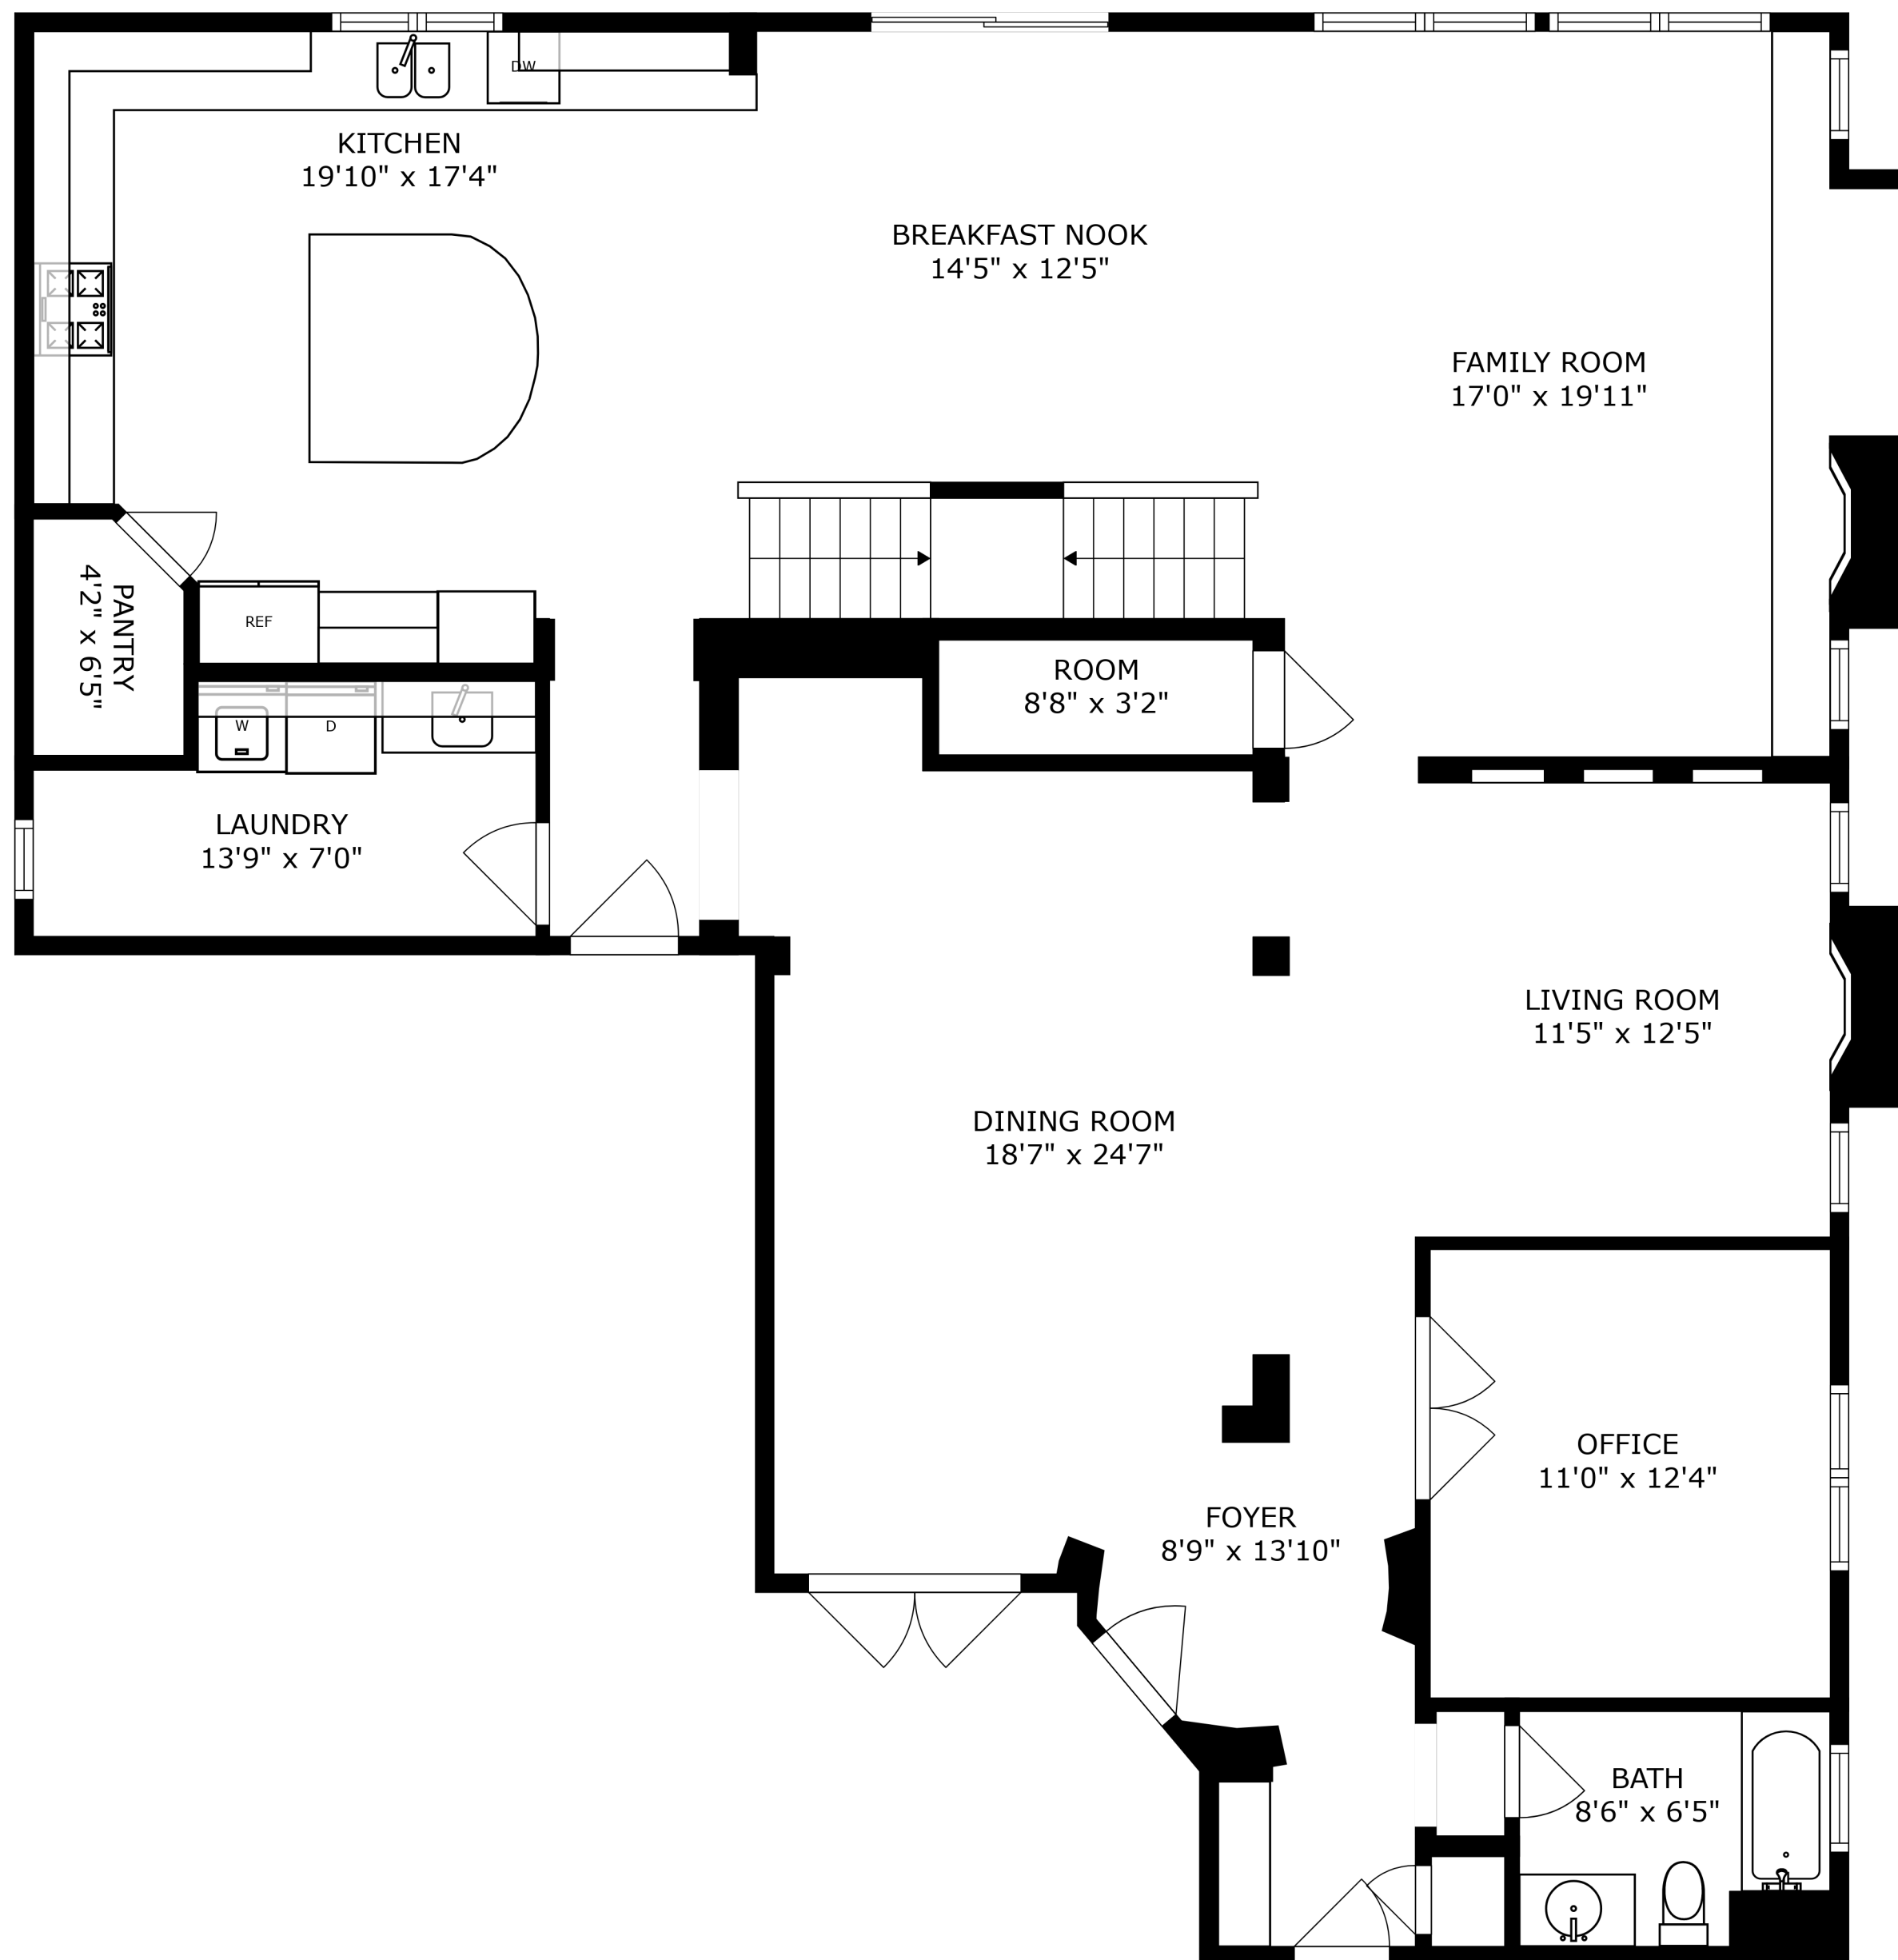 DW
KITCHEN
19'10" x 17'4"
BREAKFAST NOOK
14'5" x 12'5"
FAMILY ROOM
17'0" x 19'11"
PANTRY
4'2" x 6'5"
REF
ROOM
8'8" x 3'2"
W
D
LAUNDRY
13'9" x 7'0"
LIVING ROOM
11'5" x 12'5"
DINING ROOM
18'7" x 24'7"
OFFICE
11'0" x 12'4"
FOYER
8'9" x 13'10"
BATH
8'6" x 6'5"